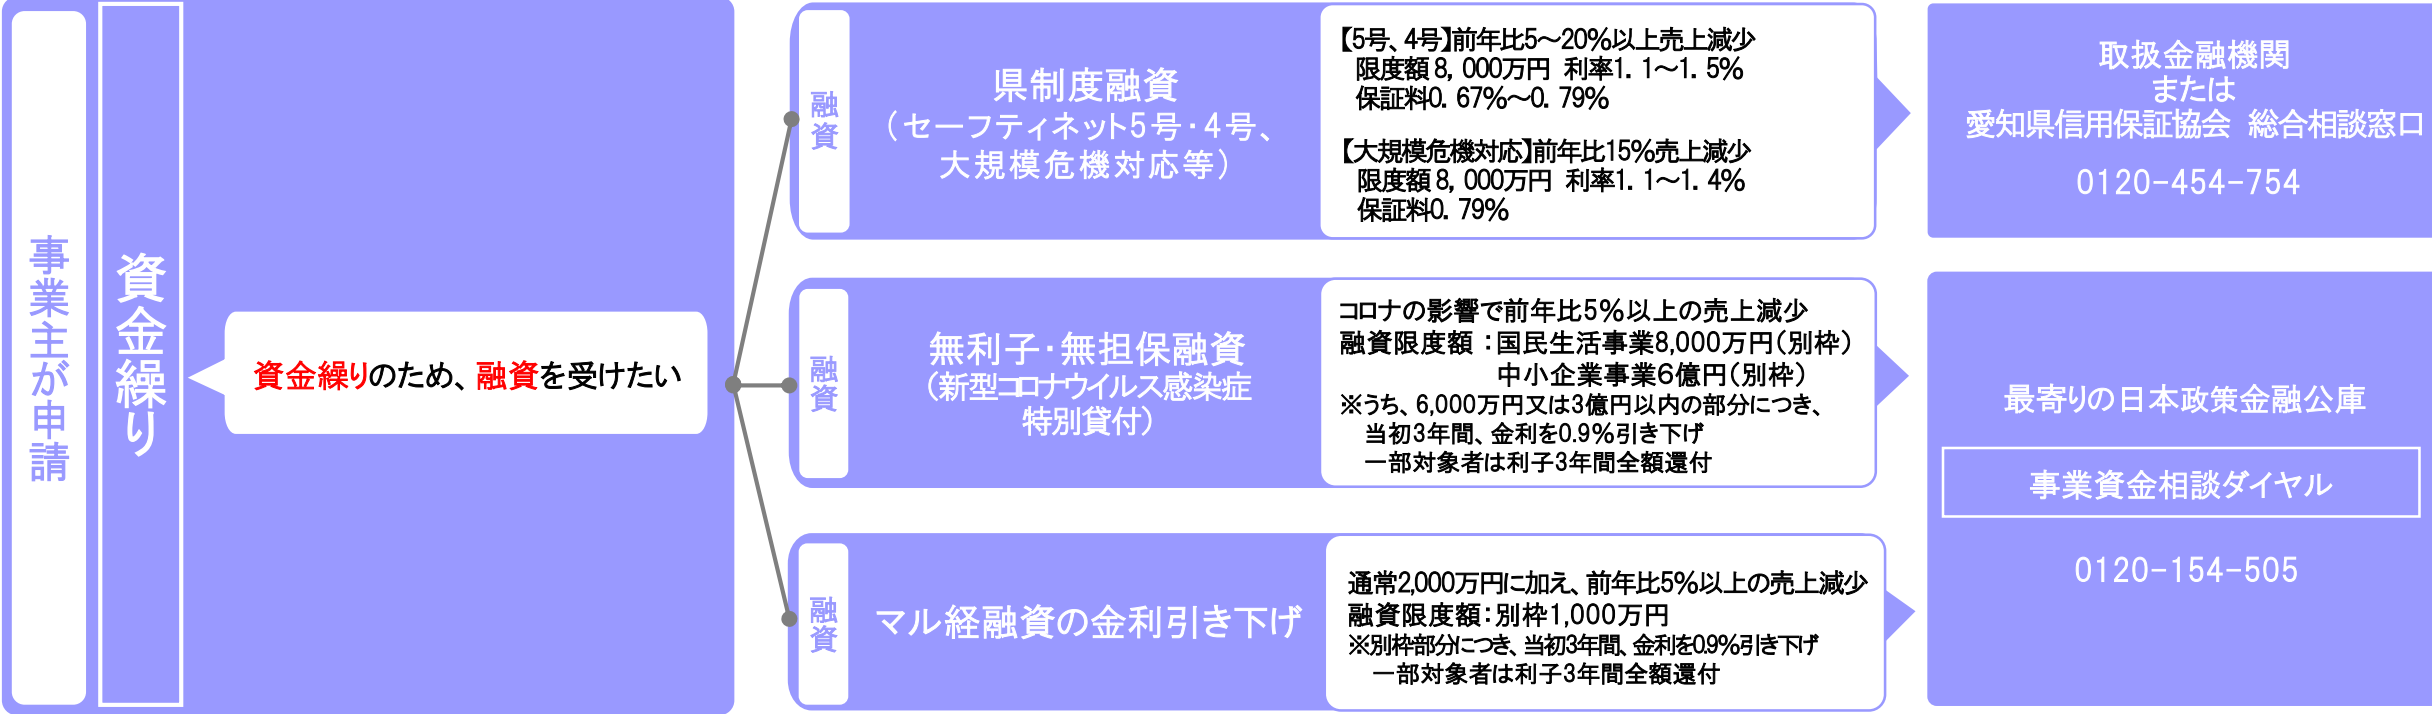 事業主が申請
資金繰り
資金繰りのため、融資を受けたい
融資
県制度融資
（セーフティネット5号・4号、
大規模危機対応等）
【5号、4号】前年比5～20％以上売上減少
限度額8，000万円　利率1．1～1．5％
保証料0．67％～0．79％
【大規模危機対応】前年比15％売上減少
限度額8，000万円　利率1．1～1．4％
保証料0．79％
取扱金融機関
または
愛知県信用保証協会　総合相談窓口
0120-454-754
融資
無利子・無担保融資
（新型コロナウイルス感染症
特別貸付）
コロナの影響で前年比5％以上の売上減少
融資限度額：国民生活事業8,000万円（別枠）
中小企業事業6億円（別枠）
※うち、6,000万円又は3億円以内の部分につき、
当初3年間、金利を0.9％引き下げ
一部対象者は利子3年間全額還付
融資
マル経融資の金利引き下げ
通常2,000万円に加え、前年比5％以上の売上減少
融資限度額：別枠1,000万円
※別枠部分につき、当初3年間、金利を0.9％引き下げ
一部対象者は利子3年間全額還付
最寄りの日本政策金融公庫
事業資金相談ダイヤル
0120-154-505